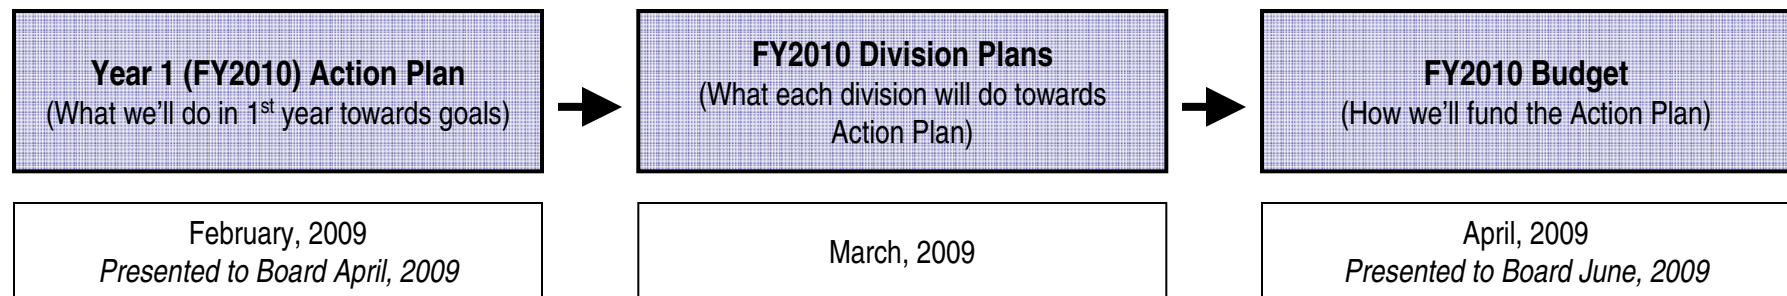 Year 1 (FY2010) Action Plan
(What we'll do in 1st year towards goals)
FY2010 Division Plans
(What each division will do towards
Action Plan)
FY2010 Budget
(How we'll fund the Action Plan)
February, 2009
Presented to Board April, 2009
March, 2009
April, 2009
Presented to Board June, 2009